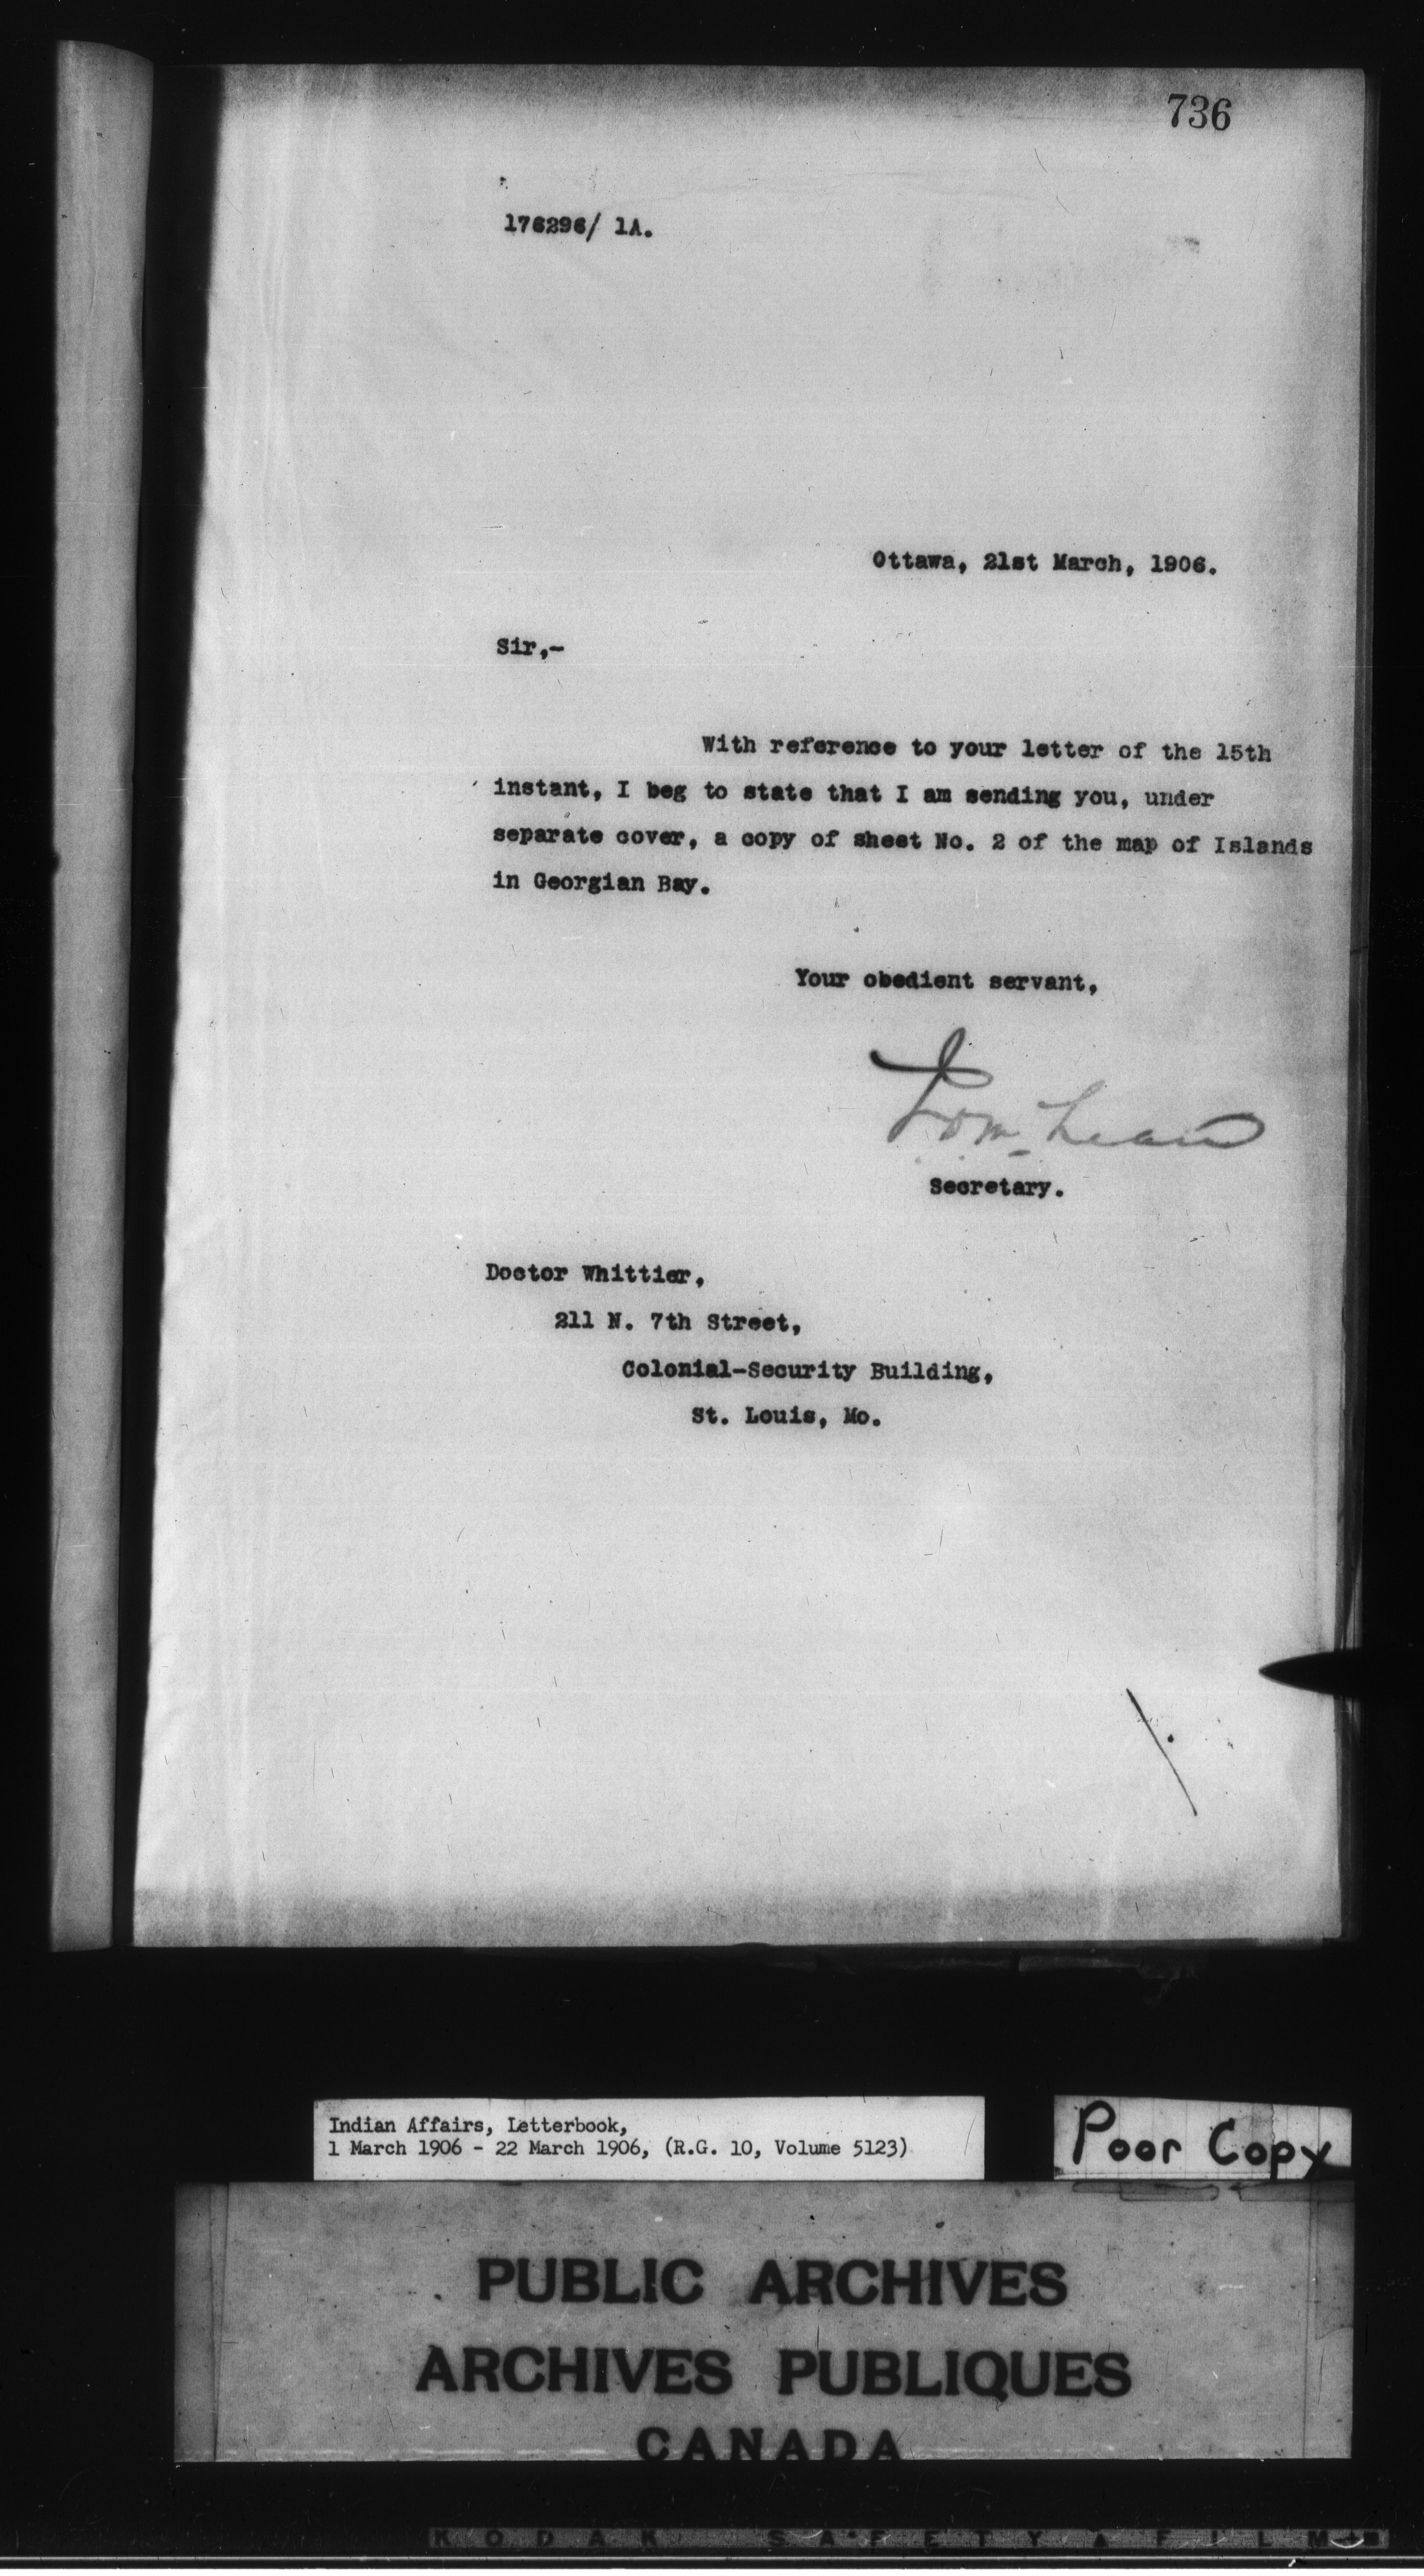 736
176296/ 1A.
Ottawa, 21st March, 1906.
Sir,-
With reference to your letter of the 15th
instant, I beg to state that I am sending you, under
separate cover, a copy of sheet No. 2 of the map of Islands
in Georgian Bay.
Your obedient servant,
Secretary.
Doctor Whittier,
211 N. 7th Street,
Colonial-Security Building,
St. Louis, Mo.
Indian Affairs, Letterbook,
1 March 1906 - 22 March 1906, (R.G. 10, Volume 5123)
Poor Copy
PUBLIC ARCHIVES
ARCHIVES PUBLIQUES
CANADA
KODAK SAFETY FILM